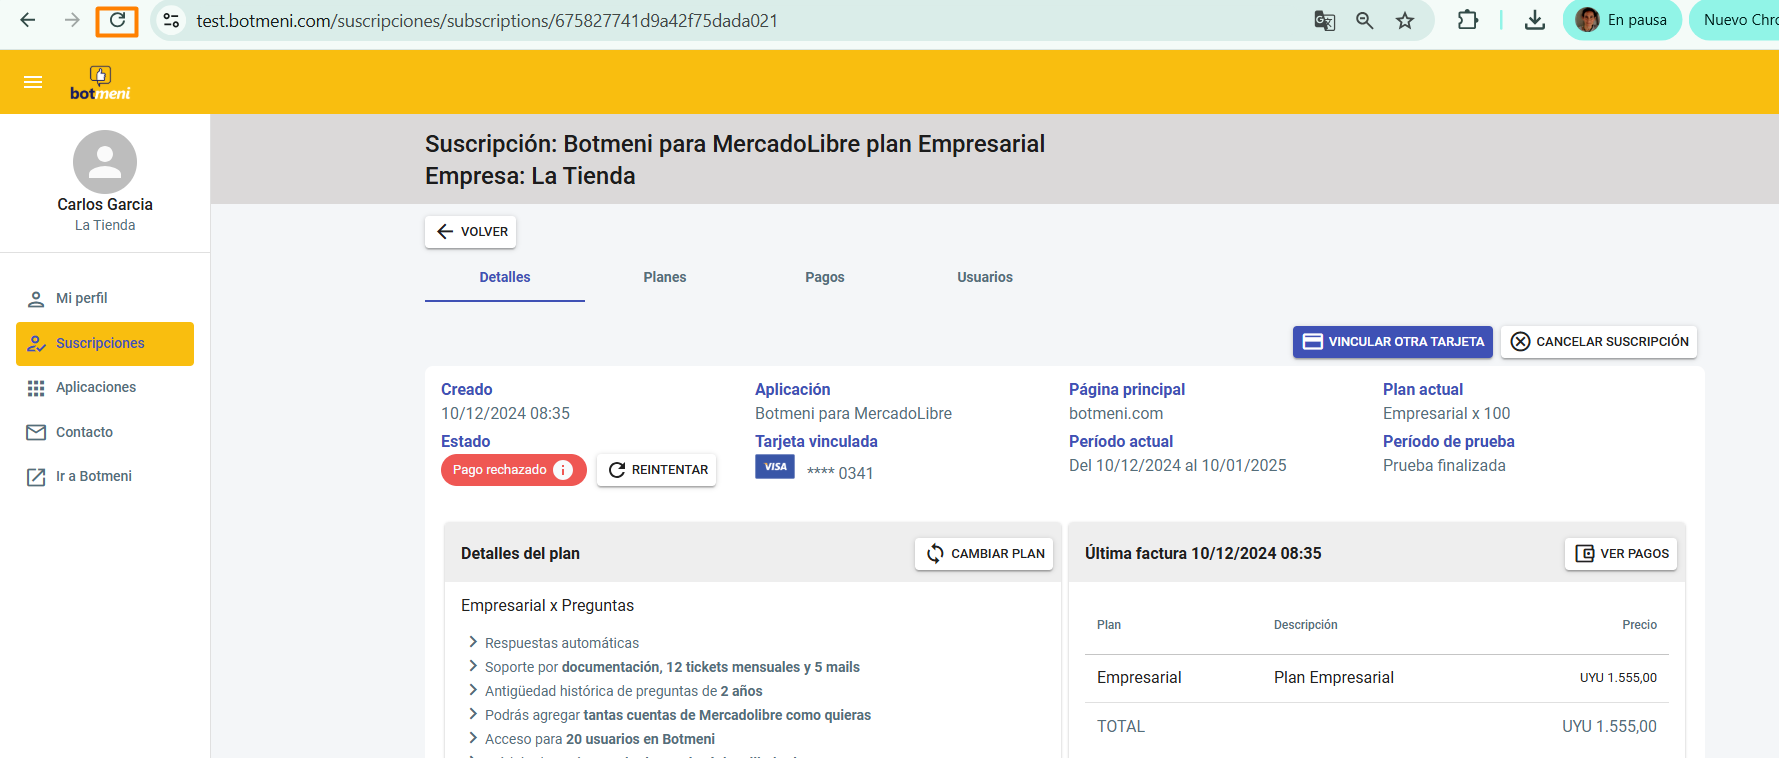 test.botmeni.com/suscripciones/subscriptions/675827741d9a42f75dada021
En pausa
Nuevo Chro
botmeni
Carlos Garcia
La Tienda
Mi perfil
Suscripciones
Aplicaciones
Contacto
Ir a Botmeni
Suscripción: Botmeni para MercadoLibre plan Empresarial
Empresa: La Tienda
VOLVER
Detalles Planes Pagos Usuarios
VINCULAR OTRA TARJETA CANCELAR SUSCRIPCIÓN
Creado Aplicación Página principal Plan actual
10/12/2024 08:35 Botmeni para MercadoLibre botmeni.com Empresarial x 100
Estado Tarjeta vinculada Período actual Período de prueba
Pago rechazado REINTENTAR VISA **** 0341 Del 10/12/2024 al 10/01/2025 Prueba finalizada
Detalles del plan CAMBIAR PLAN
Empresarial x Preguntas
Respuestas automáticas
Soporte por documentación, 12 tickets mensuales y 5 mails
Antigüedad histórica de preguntas de 2 años
Podrás agregar tantas cuentas de Mercadolibre como quieras
Acceso para 20 usuarios en Botmeni
Última factura 10/12/2024 08:35 VER PAGOS
Plan Descripción Precio
Empresarial Plan Empresarial UYU 1.555,00
TOTAL UYU 1.555,00